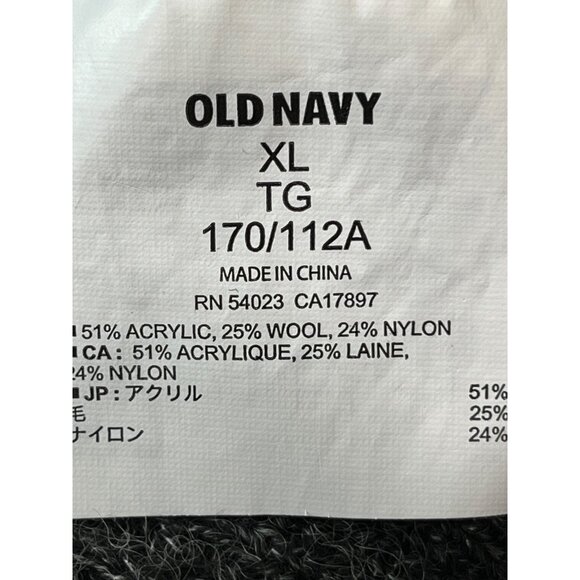 OLD NAVY
XL
TG
170/112A
MADE IN CHINA
RN 54023 CA17897
51% ACRYLIC, 25% WOOL, 24% NYLON
■CA : 51% ACRYLIQUE, 25% LAINE,
24% NYLON
■JP : アクリル 51%
毛 25%
ナイロン 24%